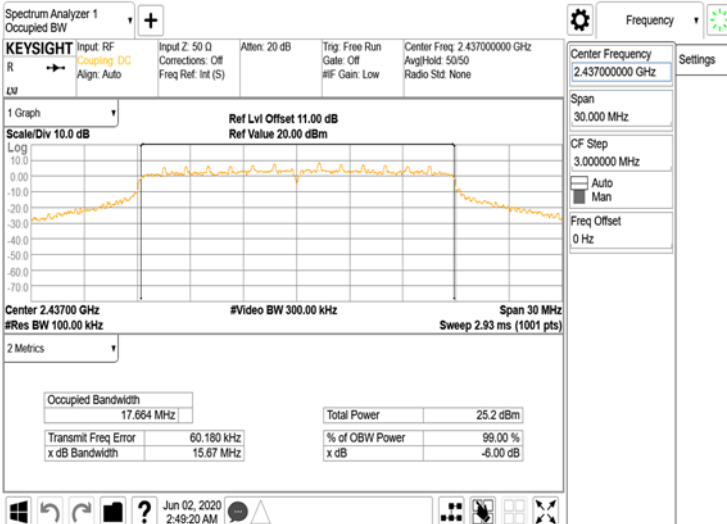 Spectrum Analyzer 1
Occupied BW
+
Frequency
KEYSIGHT Input: RF Input Z: 50 Ω Atten: 20 dB Trig: Free Run Center Freq: 2.437000000 GHz
Coupling: DC Corrections: Off Gate: Off Avg|Hold: 50/50
R Align: Auto Freq Ref: Int (S) #IF Gain: Low Radio Std: None
Center Frequency
2.437000000 GHz
Settings
Span
30.000 MHz
CF Step
3.000000 MHz
Auto
Man
Freq Offset
0 Hz
1 Graph
Ref Lvl Offset 11.00 dB
Scale/Div 10.0 dB Ref Value 20.00 dBm
Log
10.0
0.00
-10.0
-20.0
-30.0
-40.0
-50.0
-60.0
-70.0
Center 2.43700 GHz #Video BW 300.00 kHz Span 30 MHz
#Res BW 100.00 kHz Sweep 2.93 ms (1001 pts)
2 Metrics
Occupied Bandwidth
17.664 MHz Total Power 25.2 dBm
Transmit Freq Error 60.180 kHz % of OBW Power 99.00 %
x dB Bandwidth 15.67 MHz x dB -6.00 dB
? Jun 02, 2020
2:49:20 AM